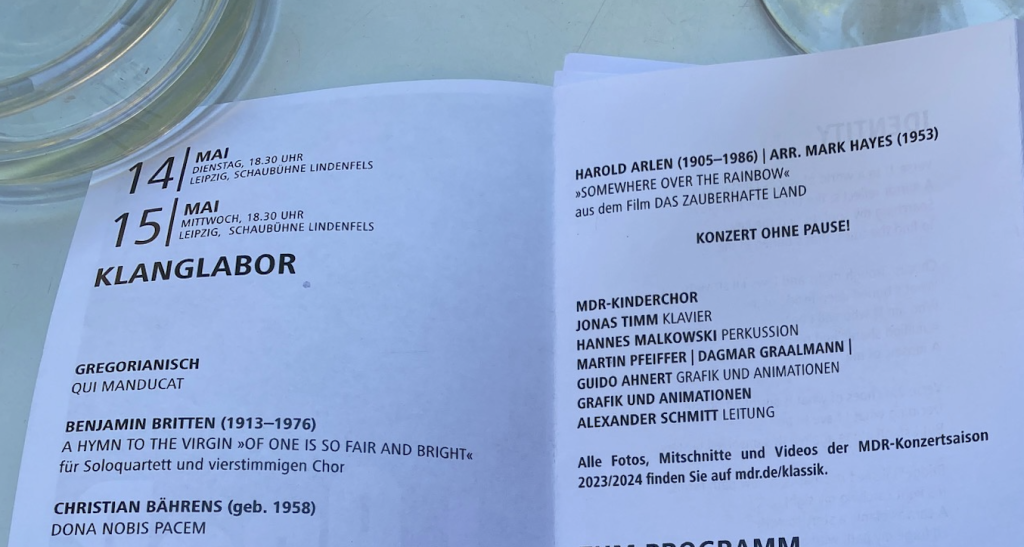 14 MAI
DIENSTAG, 18.30 UHR
LEIPZIG, SCHAUBÜHNE LINDENFELS
15 MAI
MITTWOCH, 18.30 UHR
LEIPZIG, SCHAUBÜHNE LINDENFELS
KLANGLABOR
GREGORIANISCH
QUI MANDUCAT
BENJAMIN BRITTEN (1913–1976)
A HYMN TO THE VIRGIN »OF ONE IS SO FAIR AND BRIGHT«
für Soloquartett und vierstimmigen Chor
CHRISTIAN BÄHRENS (geb. 1958)
DONA NOBIS PACEM
HAROLD ARLEN (1905–1986) | ARR. MARK HAYES (1953)
»SOMEWHERE OVER THE RAINBOW«
aus dem Film DAS ZAUBERHAFTE LAND
KONZERT OHNE PAUSE!
MDR-KINDERCHOR
JONAS TIMM KLAVIER
HANNES MALKOWSKI PERKUSSION
MARTIN PFEIFFER | DAGMAR GRAALMANN |
GUIDO AHNERT GRAFIK UND ANIMATIONEN
GRAFIK UND ANIMATIONEN
ALEXANDER SCHMITT LEITUNG
Alle Fotos, Mitschnitte und Videos der MDR-Konzertsaison
2023/2024 finden Sie auf mdr.de/klassik.
ZUM PROGRAMM